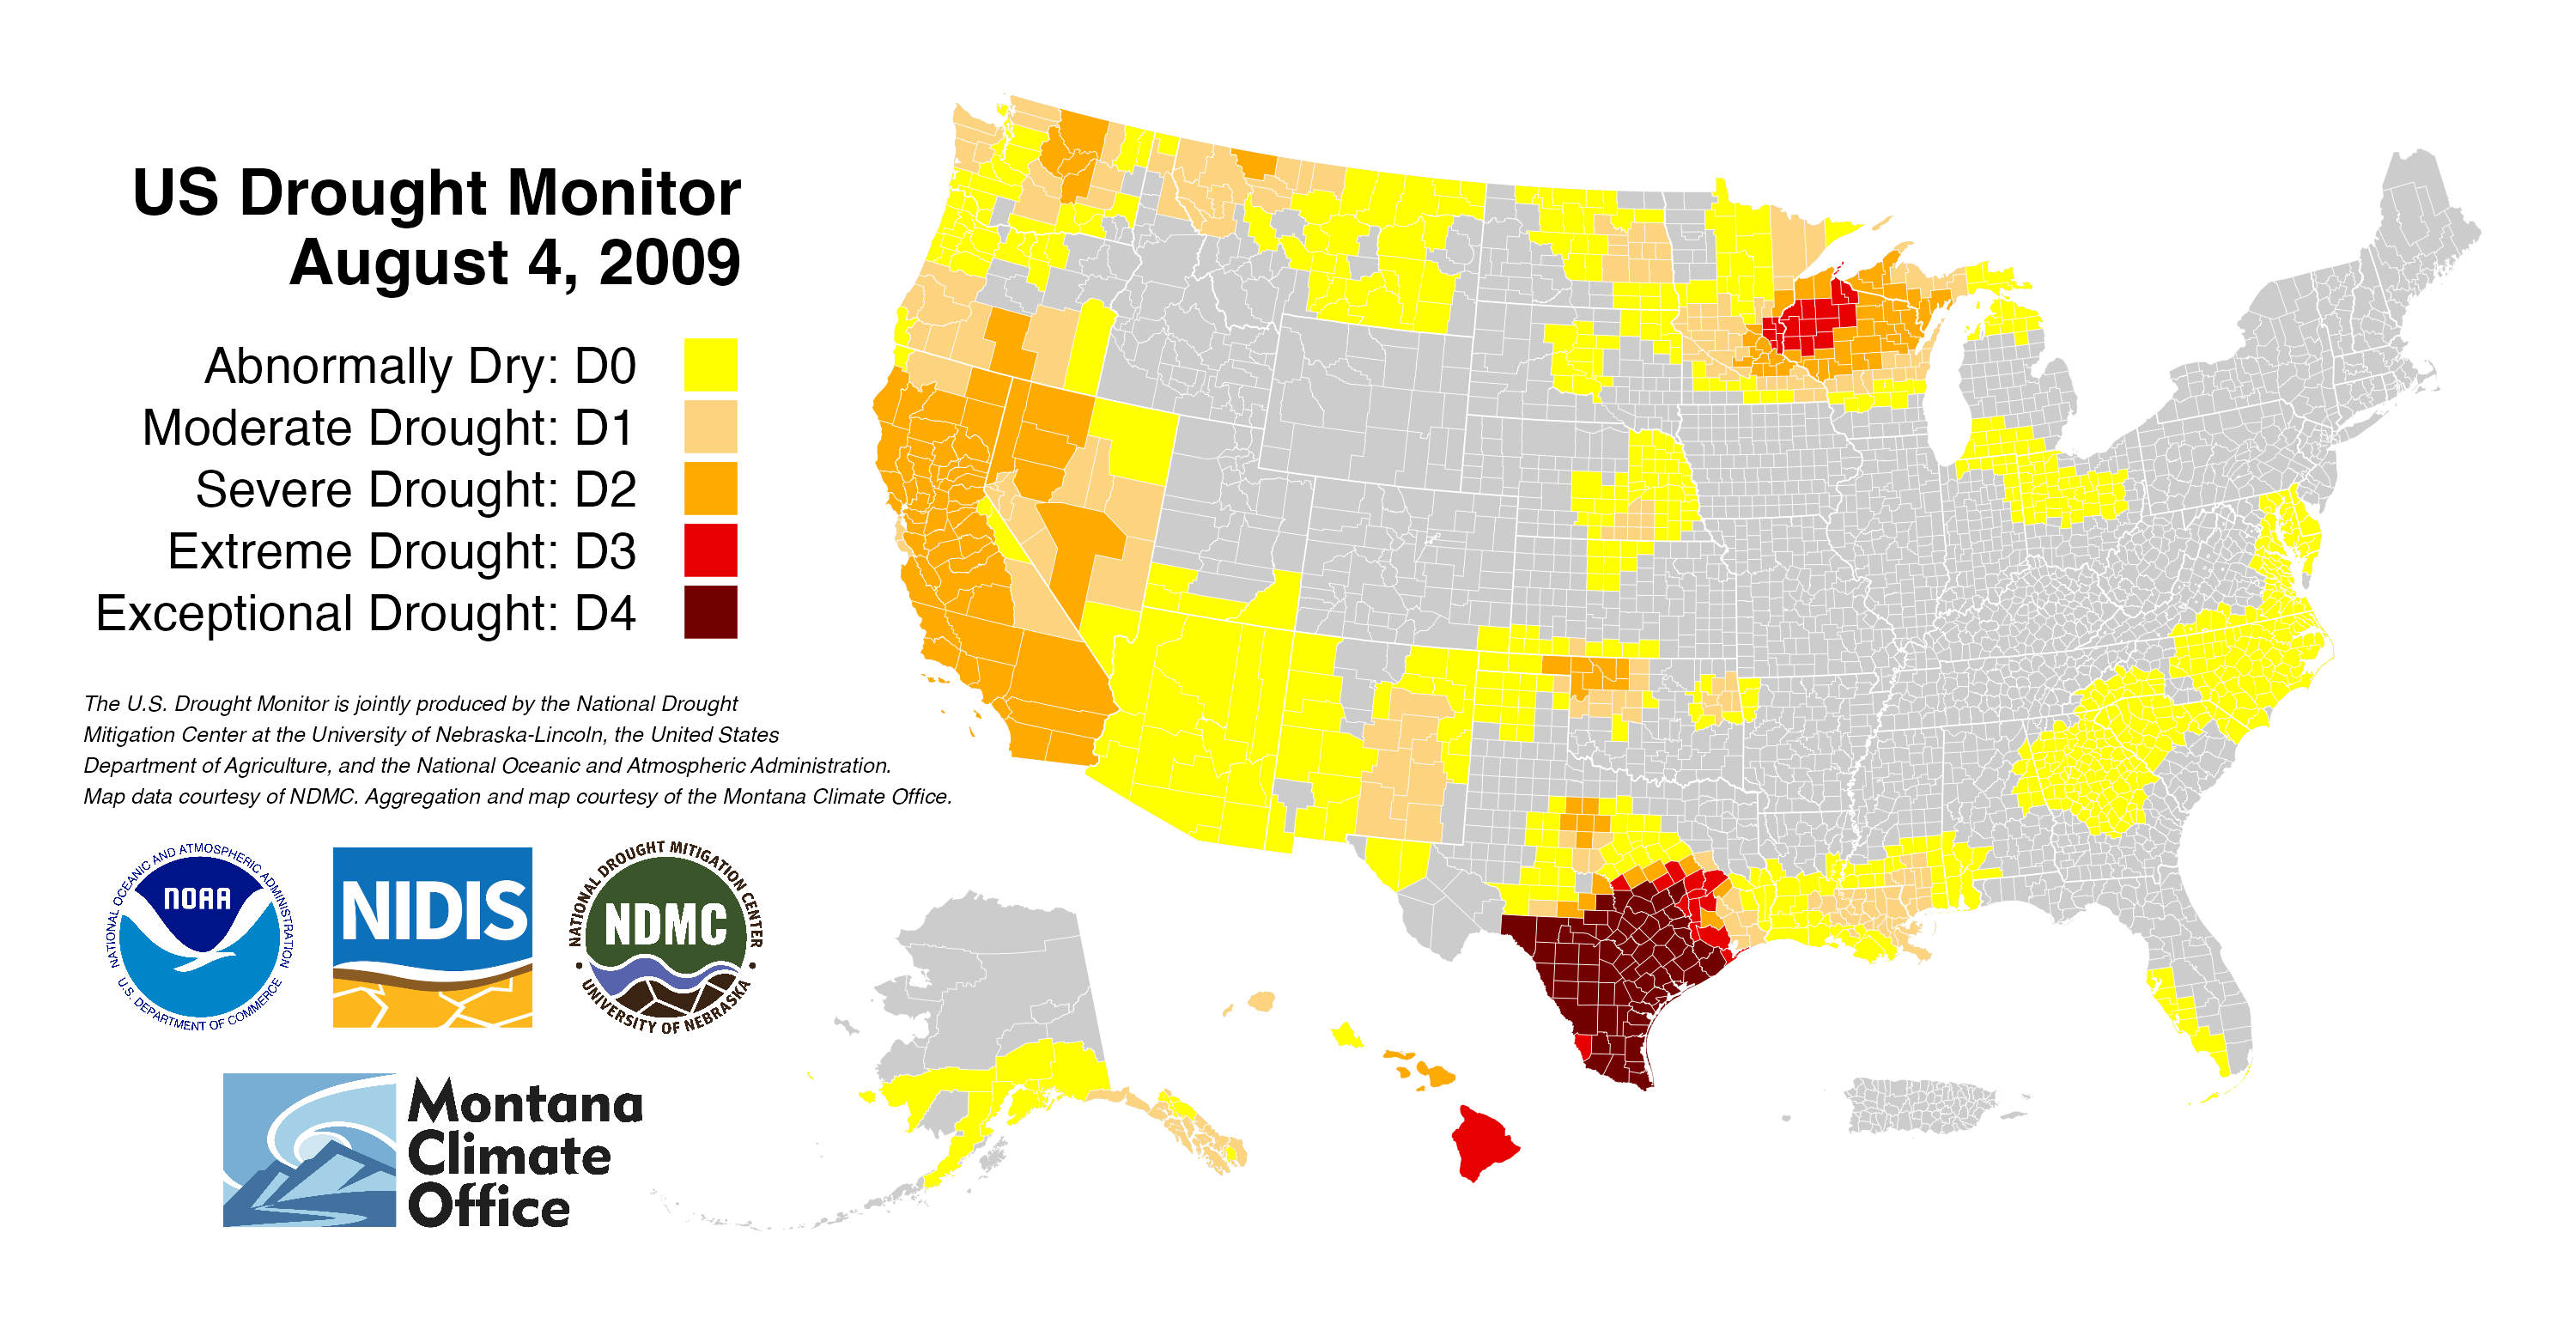 US Drought Monitor
August 4, 2009
Abnormally Dry: D0
Moderate Drought: D1
Severe Drought: D2
Extreme Drought: D3
Exceptional Drought: D4
The U.S. Drought Monitor is jointly produced by the National Drought
Mitigation Center at the University of Nebraska-Lincoln, the United States
Department of Agriculture, and the National Oceanic and Atmospheric Administration.
Map data courtesy of NDMC. Aggregation and map courtesy of the Montana Climate Office.
NATIONAL OCEANIC AND ATMOSPHERIC ADMINISTRATION
NOAA
U.S. DEPARTMENT OF COMMERCE
NIDIS
NATIONAL DROUGHT MITIGATION CENTER
NDMC
UNIVERSITY OF NEBRASKA
Montana
Climate
Office